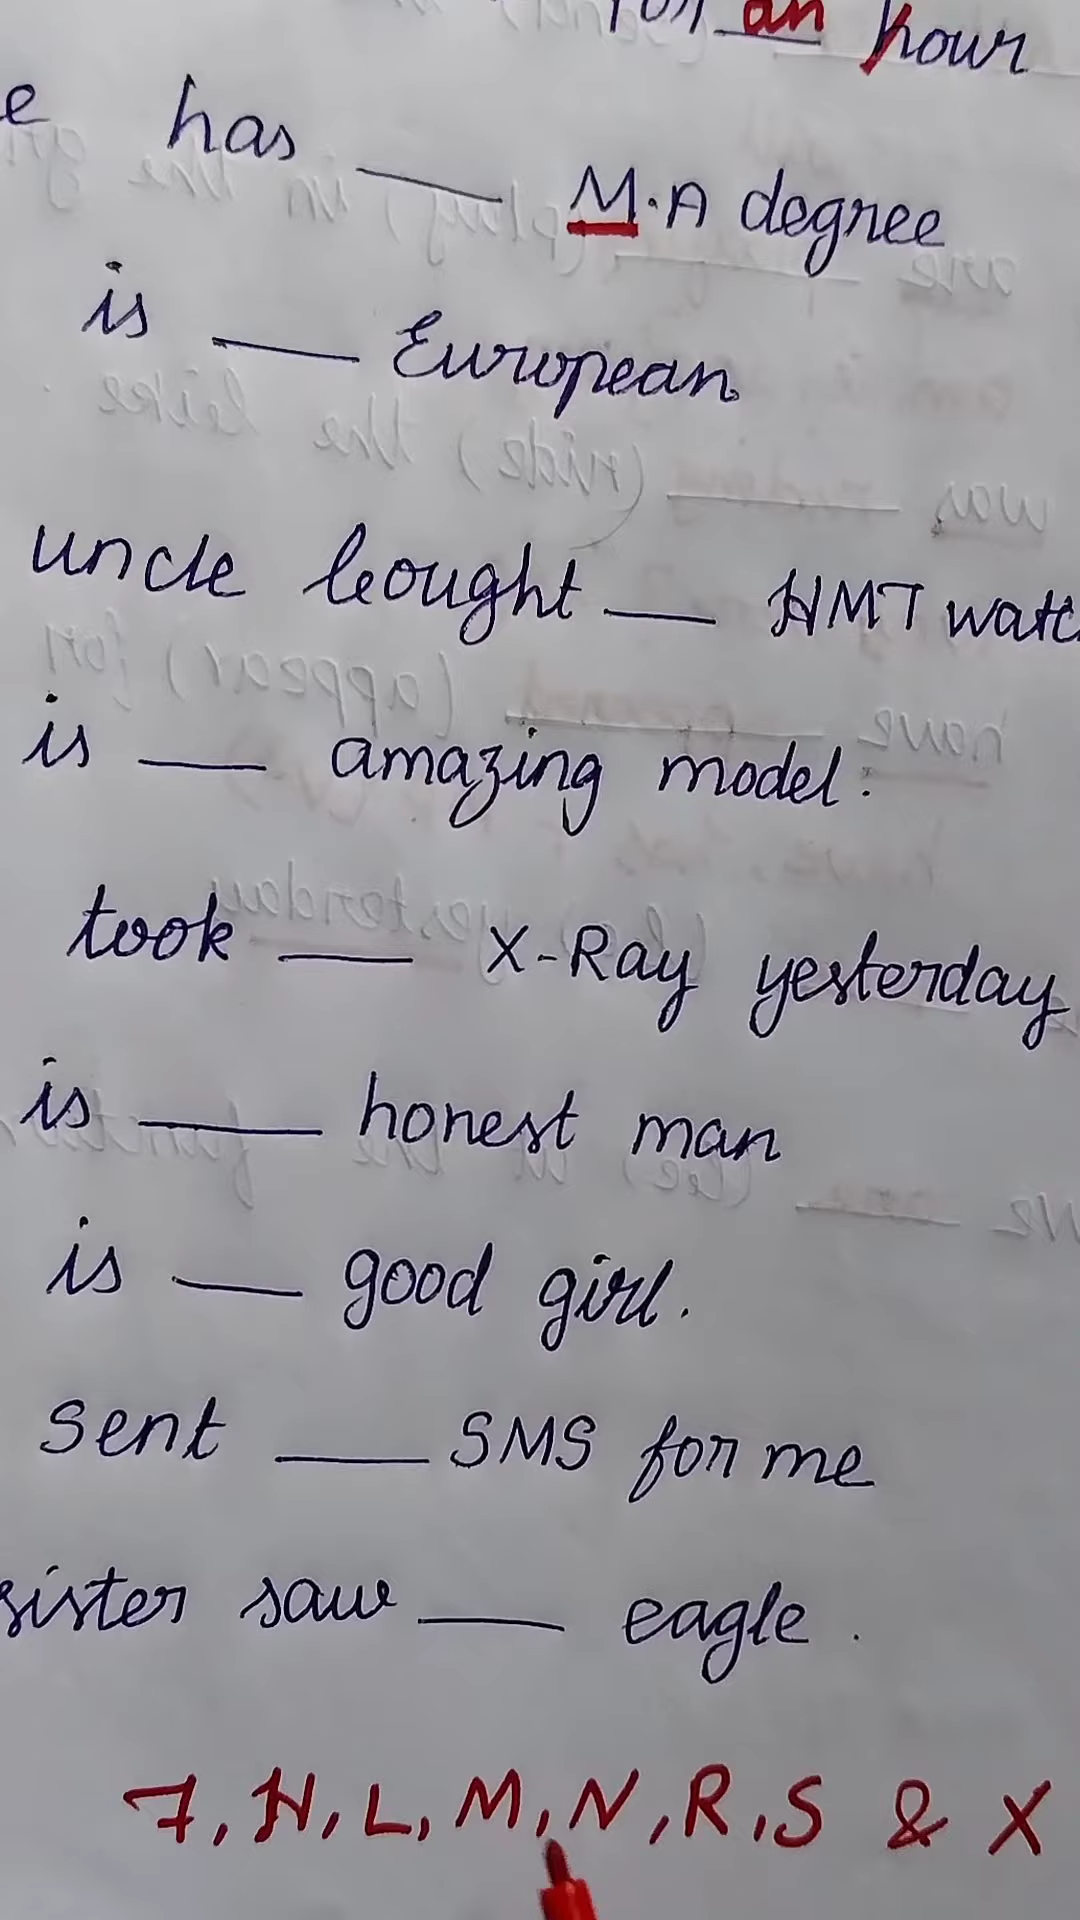 an hour
e has ___ M.A degree
is ___ European
uncle bought ___ HMT watc
is ___ amazing model.
took ___ X-Ray yesterday
is ___ honest man
is ___ good girl.
sent ___ SMS for me
sister saw ___ eagle.
F, H, L, M, N, R, S & X